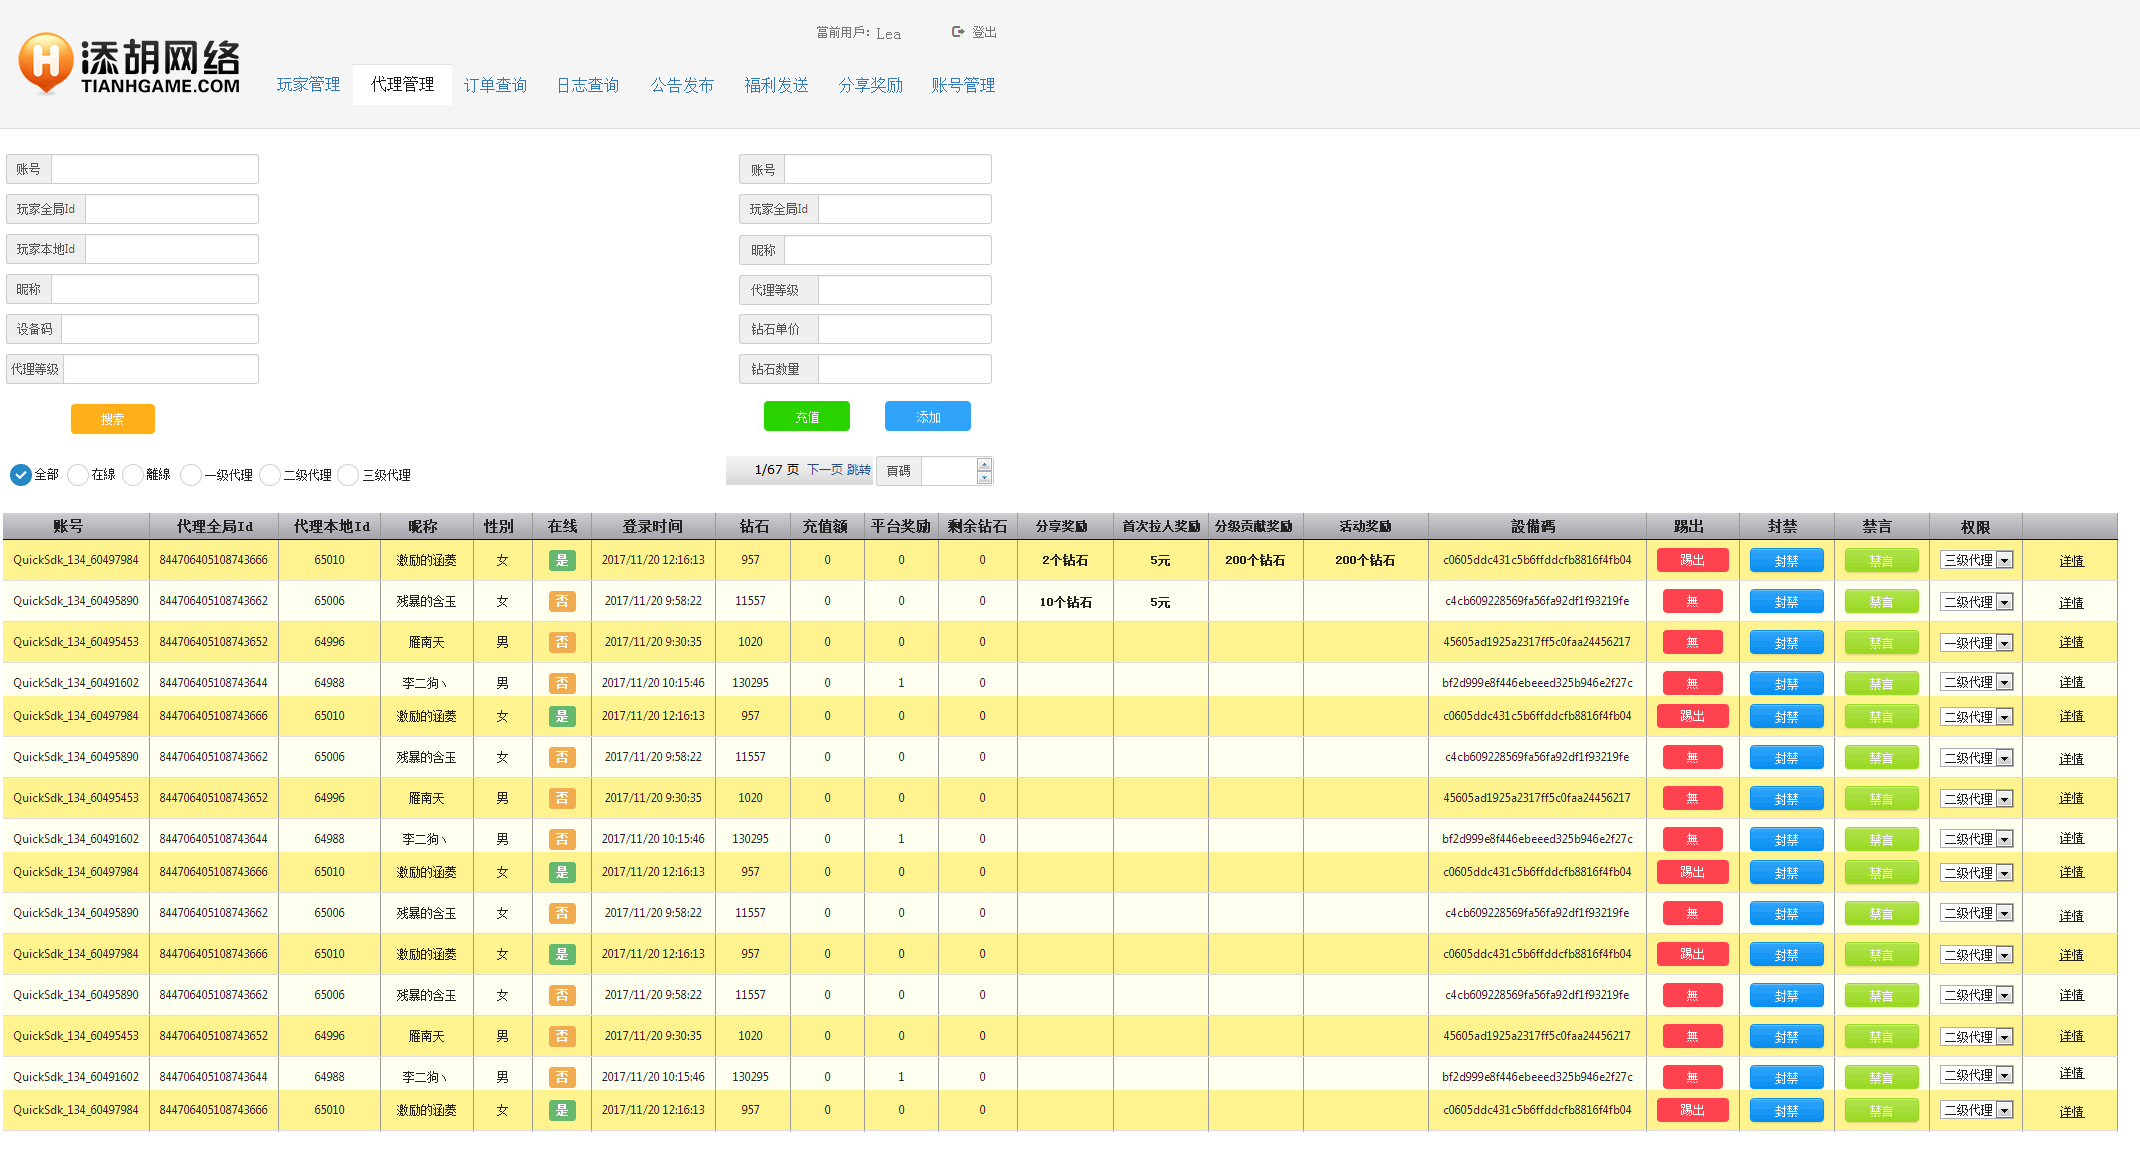 當前用戶：Lea 登出
添胡网络
TIANHGAME.COM
玩家管理 代理管理 订单查询 日志查询 公告发布 福利发送 分享奖励 账号管理
账号 账号
玩家全局Id 玩家全局Id
玩家本地Id 昵称
昵称 代理等级
设备码 钻石单价
代理等级 钻石数量
搜索 充值 添加
全部 在線 離線 一级代理 二级代理 三级代理 1/67 页 下一页 跳转 頁碼
账号 代理全局Id 代理本地Id 昵称 性别 在线 登录时间 钻石 充值额 平台奖励 剩余钻石 分享奖励 首次拉人奖励 分级贡献奖励 活动奖励 設備碼 踢出 封禁 禁言 权限
QuickSdk_134_60497984 844706405108743666 65010 激励的涵菱 女 是 2017/11/20 12:16:13 957 0 0 0 2个钻石 5元 200个钻石 200个钻石 c0605ddc431c5b6ffddcfb8816f4fb04 踢出 封禁 禁言 三级代理 详情
QuickSdk_134_60495890 844706405108743662 65006 残暴的含玉 女 否 2017/11/20 9:58:22 11557 0 0 0 10个钻石 5元 c4cb609228569fa56fa92df1f93219fe 無 封禁 禁言 二级代理 详情
QuickSdk_134_60495453 844706405108743652 64996 雁南天 男 否 2017/11/20 9:30:35 1020 0 0 0 45605ad1925a2317ff5c0faa24456217 無 封禁 禁言 一级代理 详情
QuickSdk_134_60491602 844706405108743644 64988 李二狗丶 男 否 2017/11/20 10:15:46 130295 0 1 0 bf2d999e8f446ebeeed325b946e2f27c 無 封禁 禁言 二级代理 详情
QuickSdk_134_60497984 844706405108743666 65010 激励的涵菱 女 是 2017/11/20 12:16:13 957 0 0 0 c0605ddc431c5b6ffddcfb8816f4fb04 踢出 封禁 禁言 二级代理 详情
QuickSdk_134_60495890 844706405108743662 65006 残暴的含玉 女 否 2017/11/20 9:58:22 11557 0 0 0 c4cb609228569fa56fa92df1f93219fe 無 封禁 禁言 二级代理 详情
QuickSdk_134_60495453 844706405108743652 64996 雁南天 男 否 2017/11/20 9:30:35 1020 0 0 0 45605ad1925a2317ff5c0faa24456217 無 封禁 禁言 二级代理 详情
QuickSdk_134_60491602 844706405108743644 64988 李二狗丶 男 否 2017/11/20 10:15:46 130295 0 1 0 bf2d999e8f446ebeeed325b946e2f27c 無 封禁 禁言 二级代理 详情
QuickSdk_134_60497984 844706405108743666 65010 激励的涵菱 女 是 2017/11/20 12:16:13 957 0 0 0 c0605ddc431c5b6ffddcfb8816f4fb04 踢出 封禁 禁言 二级代理 详情
QuickSdk_134_60495890 844706405108743662 65006 残暴的含玉 女 否 2017/11/20 9:58:22 11557 0 0 0 c4cb609228569fa56fa92df1f93219fe 無 封禁 禁言 二级代理 详情
QuickSdk_134_60497984 844706405108743666 65010 激励的涵菱 女 是 2017/11/20 12:16:13 957 0 0 0 c0605ddc431c5b6ffddcfb8816f4fb04 踢出 封禁 禁言 二级代理 详情
QuickSdk_134_60495890 844706405108743662 65006 残暴的含玉 女 否 2017/11/20 9:58:22 11557 0 0 0 c4cb609228569fa56fa92df1f93219fe 無 封禁 禁言 二级代理 详情
QuickSdk_134_60495453 844706405108743652 64996 雁南天 男 否 2017/11/20 9:30:35 1020 0 0 0 45605ad1925a2317ff5c0faa24456217 無 封禁 禁言 二级代理 详情
QuickSdk_134_60491602 844706405108743644 64988 李二狗丶 男 否 2017/11/20 10:15:46 130295 0 1 0 bf2d999e8f446ebeeed325b946e2f27c 無 封禁 禁言 二级代理 详情
QuickSdk_134_60497984 844706405108743666 65010 激励的涵菱 女 是 2017/11/20 12:16:13 957 0 0 0 c0605ddc431c5b6ffddcfb8816f4fb04 踢出 封禁 禁言 二级代理 详情